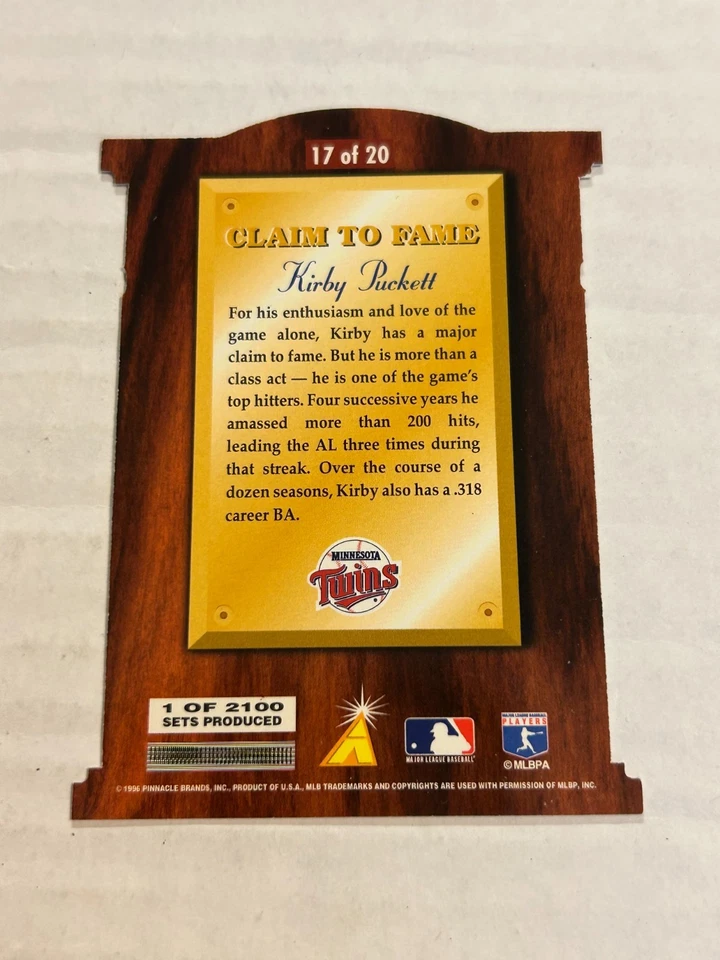 17 of 20
CLAIM TO FAME
Kirby Puckett
For his enthusiasm and love of the
game alone, Kirby has a major
claim to fame. But he is more than a
class act — he is one of the game's
top hitters. Four successive years he
amassed more than 200 hits,
leading the AL three times during
that streak. Over the course of a
dozen seasons, Kirby also has a .318
career BA.
MINNESOTA
Twins
1 OF 2100
SETS PRODUCED
MAJOR LEAGUE BASEBALL
MAJOR LEAGUE BASEBALL
PLAYERS
© MLBPA
© 1996 PINNACLE BRANDS, INC., PRODUCT OF U.S.A., MLB TRADEMARKS AND COPYRIGHTS ARE USED WITH PERMISSION OF MLBP, INC.